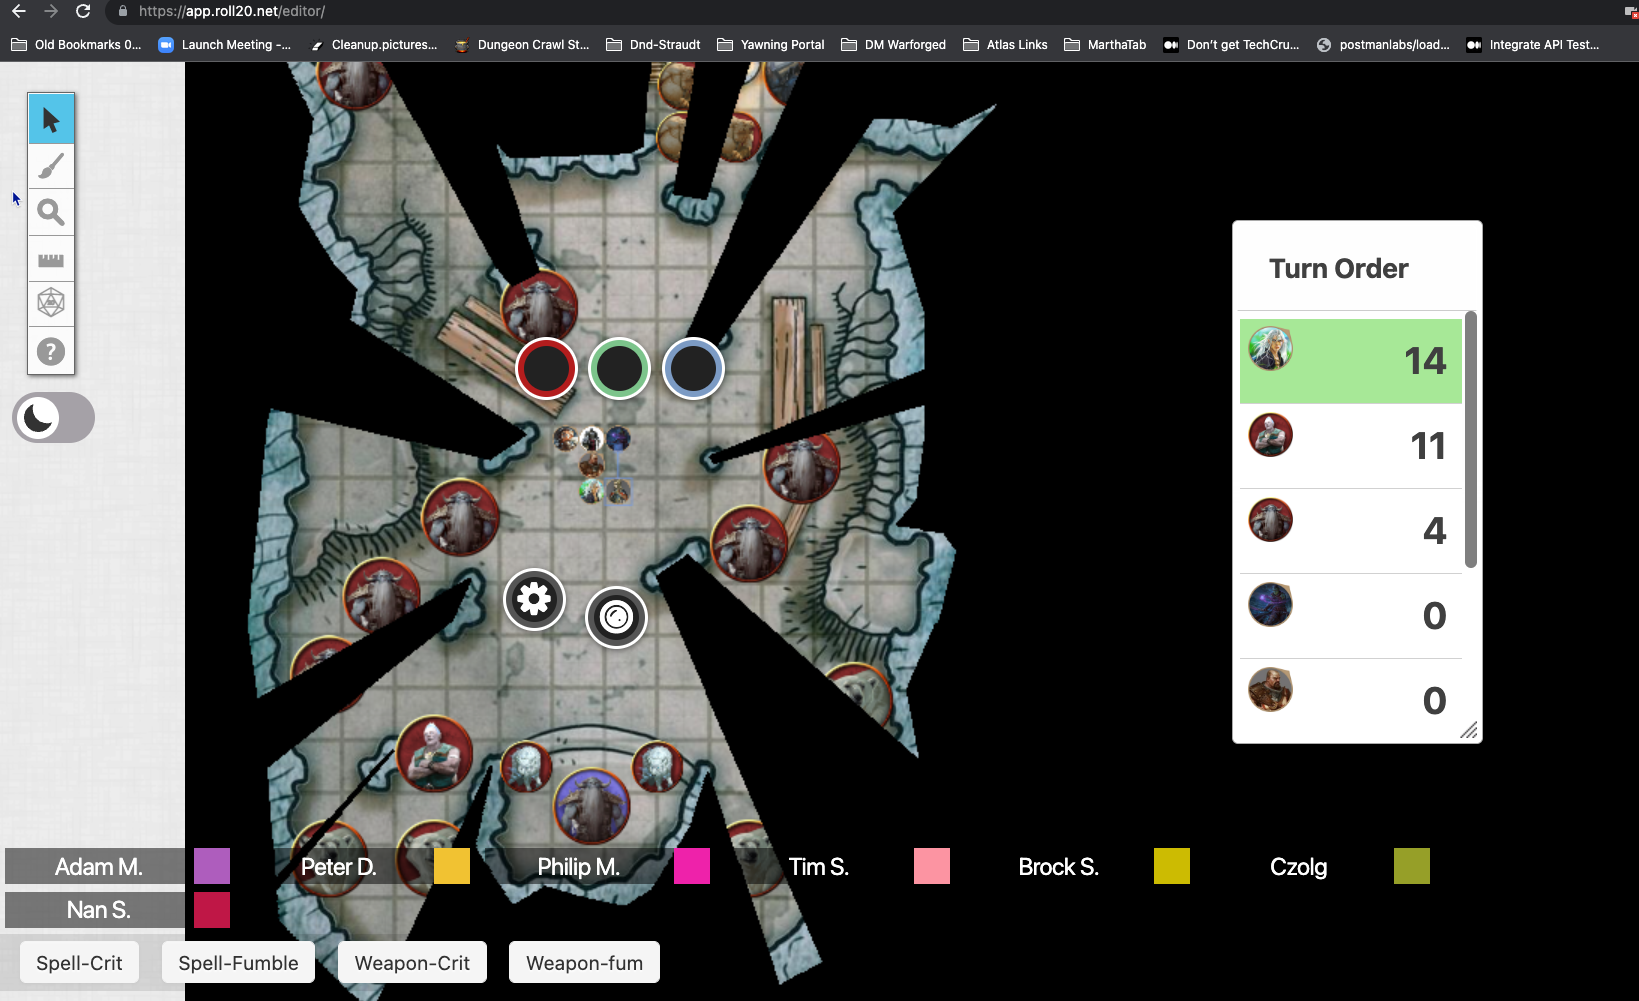 https://app.roll20.net/editor/
Old Bookmarks 0...
Launch Meeting -...
Cleanup.pictures...
Dungeon Crawl St...
Dnd-Straudt
Yawning Portal
DM Warforged
Atlas Links
MarthaTab
Don't get TechCru...
postmanlabs/load...
Integrate API Test...
Turn Order
14
11
4
0
0
Adam M.
Peter D.
Philip M.
Tim S.
Brock S.
Czolg
Nan S.
Spell-Crit
Spell-Fumble
Weapon-Crit
Weapon-fum